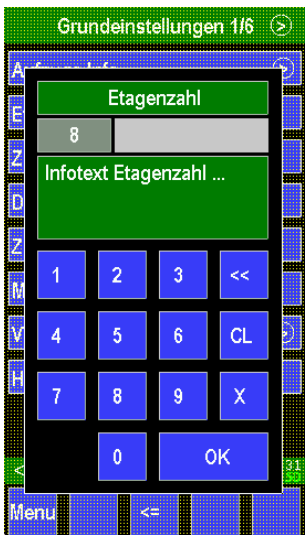 Grundeinstellungen 1/6 >
Etagenzahl
8
Infotext Etagenzahl ...
1 2 3 <<
4 5 6 CL
7 8 9 X
0 OK
31
Menu <=